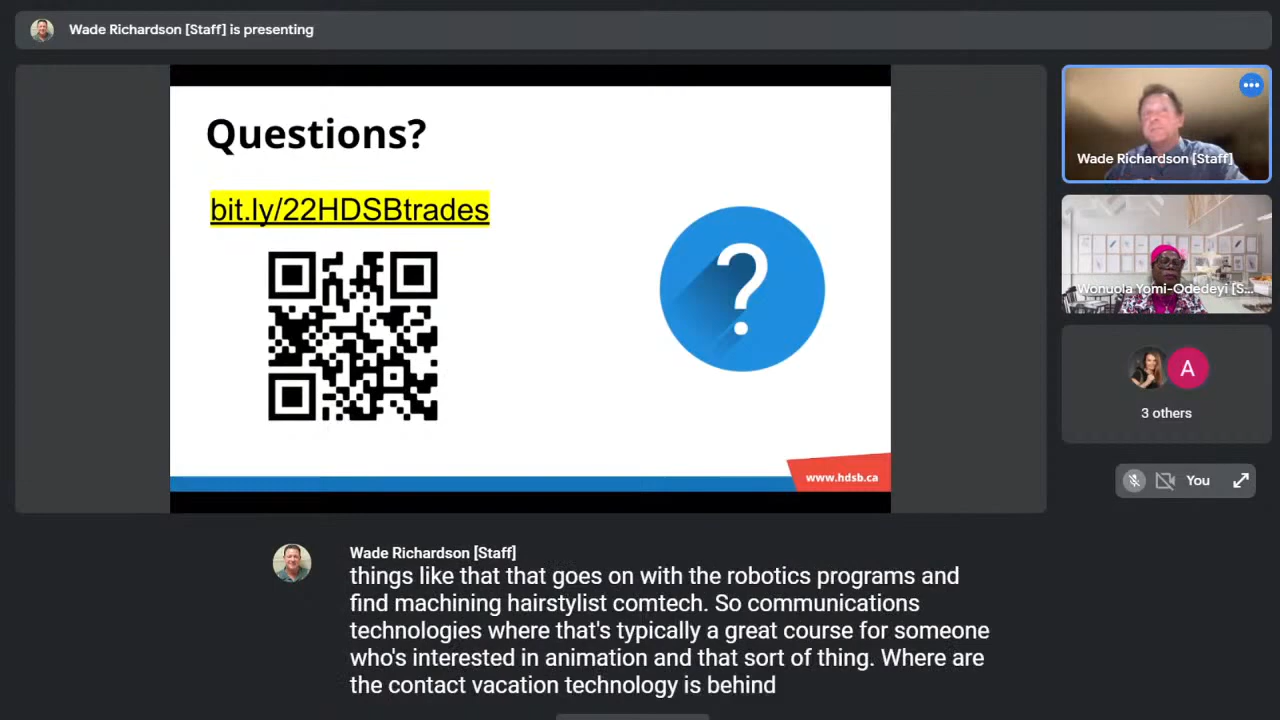 Wade Richardson [Staff] is presenting
Questions?
bit.ly/22HDSBtrades
www.hdsb.ca
Wade Richardson [Staff]
Wonuola Yomi-Odedeyi [S...
A
3 others
You
Wade Richardson [Staff]
things like that that goes on with the robotics programs and
find machining hairstylist comtech. So communications
technologies where that's typically a great course for someone
who's interested in animation and that sort of thing. Where are
the contact vacation technology is behind